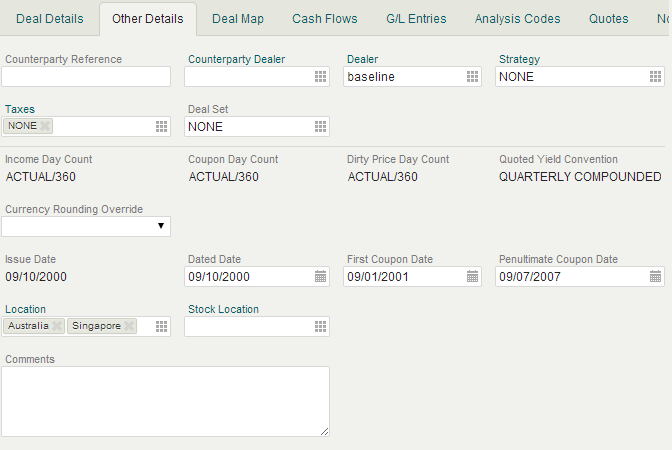 Deal Details Other Details Deal Map Cash Flows G/L Entries Analysis Codes Quotes
Counterparty Reference Counterparty Dealer Dealer Strategy
baseline NONE
Taxes Deal Set
NONE NONE
Income Day Count Coupon Day Count Dirty Price Day Count Quoted Yield Convention
ACTUAL/360 ACTUAL/360 ACTUAL/360 QUARTERLY COMPOUNDED
Currency Rounding Override
Issue Date Dated Date First Coupon Date Penultimate Coupon Date
09/10/2000 09/10/2000 09/01/2001 09/07/2007
Location Stock Location
Australia Singapore
Comments